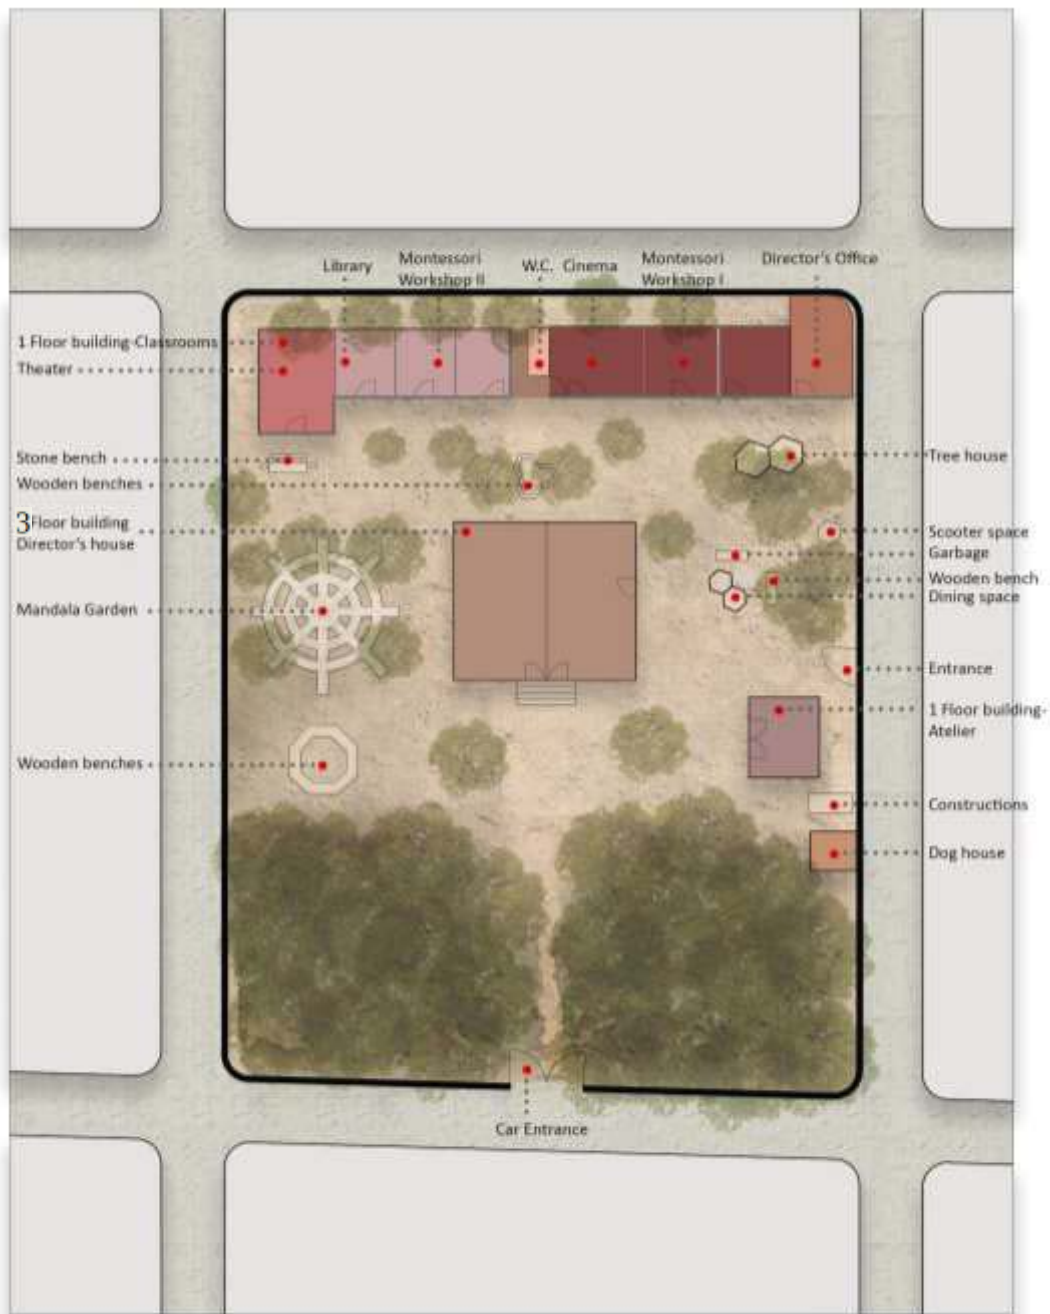 Library
Montessori
Workshop II
W.C.
Cinema
Montessori
Workshop I
Director's Office
1 Floor building-Classrooms
Theater
Stone bench
Wooden benches
3Floor building
Director's house
Mandala Garden
Wooden benches
Tree house
Scooter space
Garbage
Wooden bench
Dining space
Entrance
1 Floor building-
Atelier
Constructions
Dog house
Car Entrance